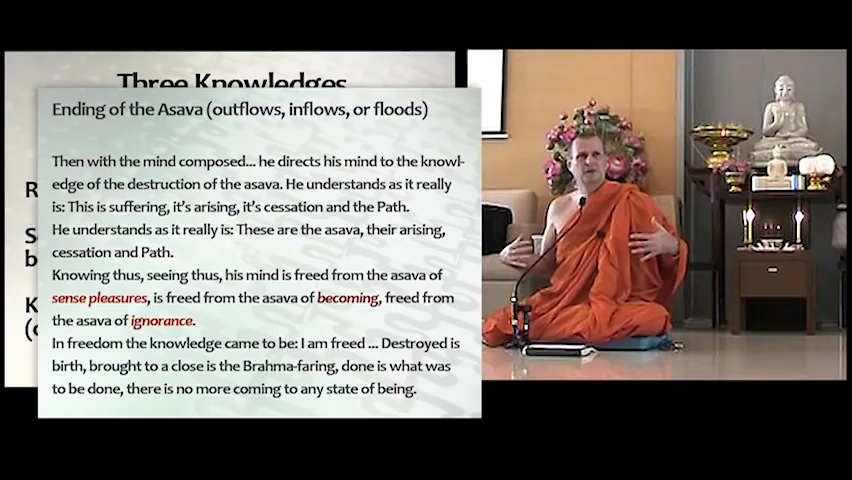 Three Knowledges
Ending of the Asava (outflows, inflows, or floods)
Then with the mind composed... he directs his mind to the knowl-
edge of the destruction of the asava. He understands as it really
is: This is suffering, it's arising, it's cessation and the Path.
He understands as it really is: These are the asava, their arising,
cessation and Path.
Knowing thus, seeing thus, his mind is freed from the asava of
sense pleasures, is freed from the asava of becoming, freed from
the asava of ignorance.
In freedom the knowledge came to be: I am freed ... Destroyed is
birth, brought to a close is the Brahma-faring, done is what was
to be done, there is no more coming to any state of being.